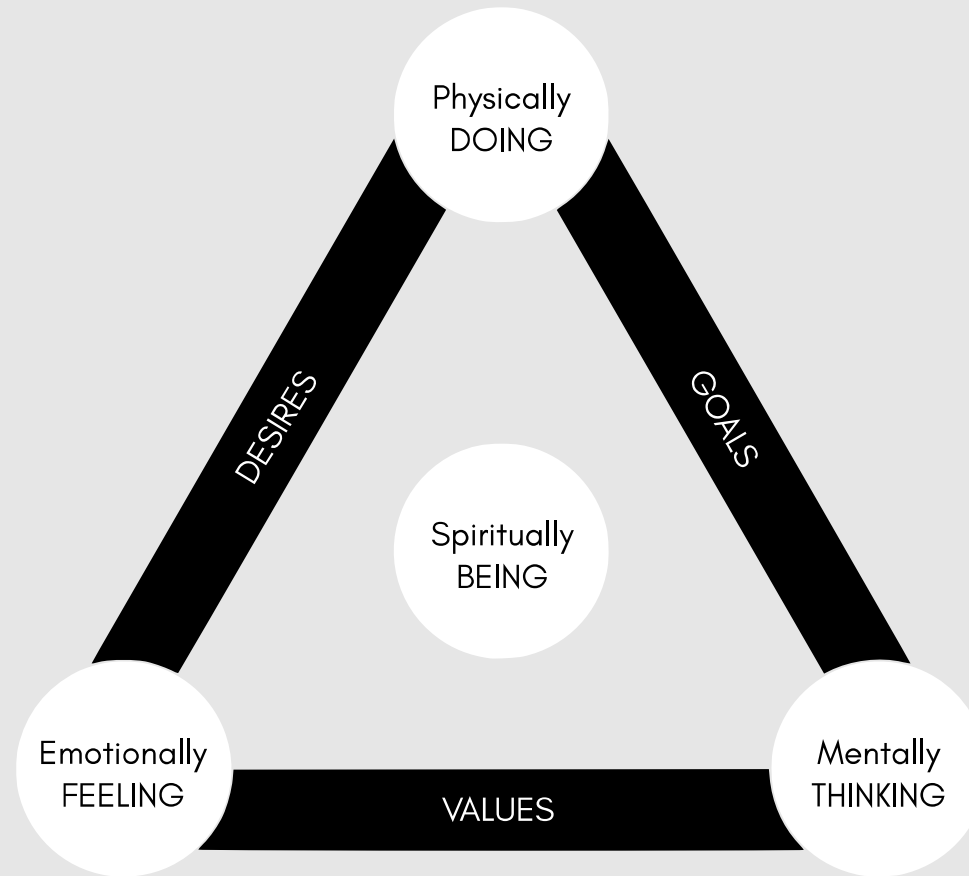 Physically
DOING
DESIRES
GOALS
Spiritually
BEING
Emotionally
FEELING
Mentally
THINKING
VALUES